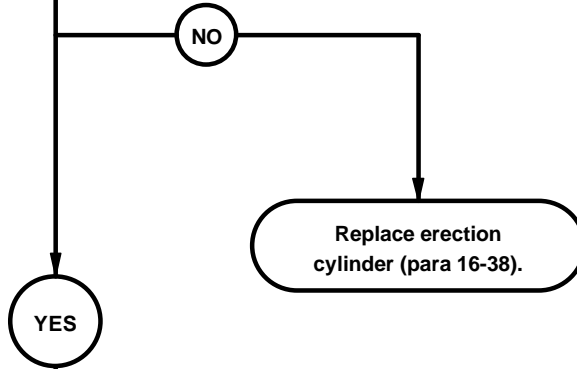 NO
Replace erection
cylinder (para 16-38).
YES